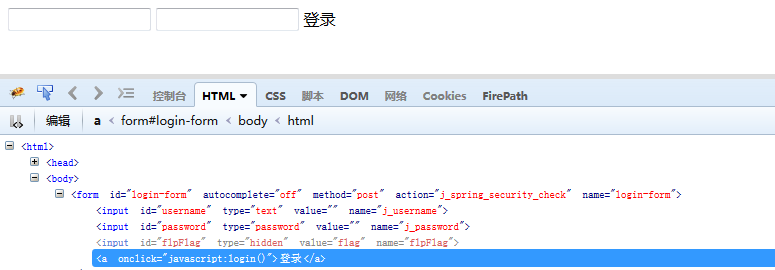 登录
控制台 HTML CSS 脚本 DOM 网络 Cookies FirePath
编辑 a < form#login-form < body < html
<html>
<head>
<body>
<form id="login-form" autocomplete="off" method="post" action="j_spring_security_check" name="login-form">
<input id="username" type="text" value="" name="j_username">
<input id="password" type="password" value="" name="j_password">
<input id="flpFlag" type="hidden" value="flag" name="flpFlag">
<a onclick="javascript:login()">登录</a>